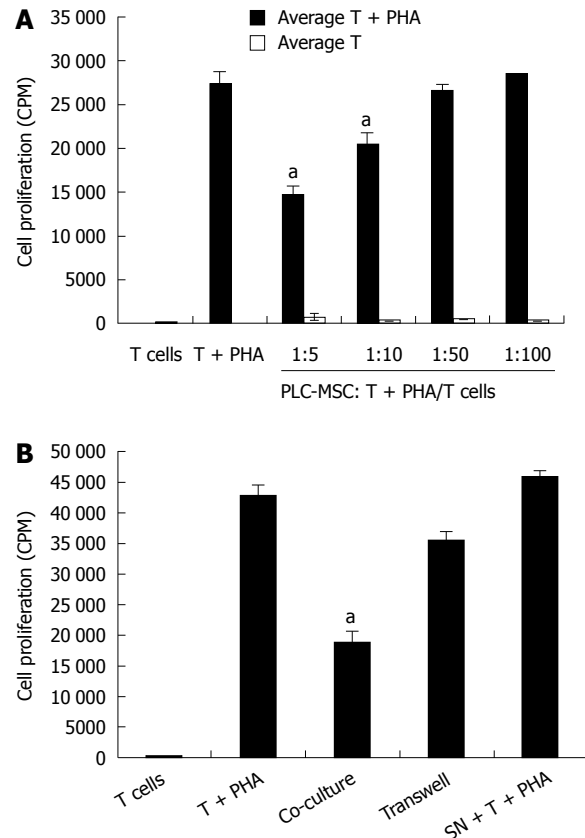 A
Average T + PHA
Average T
Cell proliferation (CPM)
35 000
30 000
25 000
20 000
15 000
10 000
5000
0
a
a
T cells
T + PHA
1:5
1:10
1:50
1:100
PLC-MSC: T + PHA/T cells
B
Cell proliferation (CPM)
50 000
45 000
40 000
35 000
30 000
25 000
20 000
15 000
10 000
5000
0
a
T cells
T + PHA
Co-culture
Transwell
SN + T + PHA